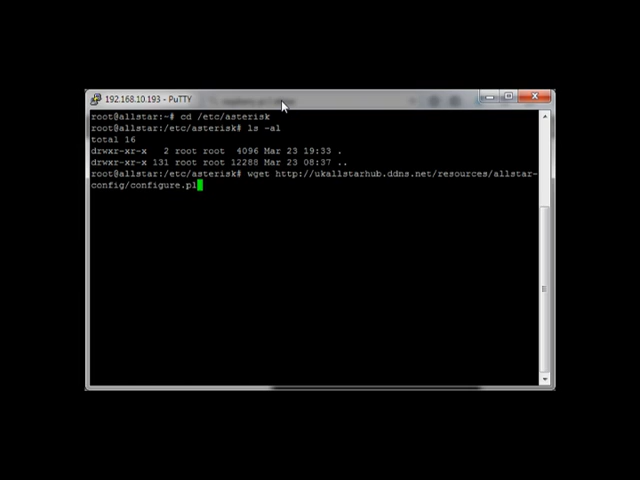 192.168.10.193 - PuTTY
root@allstar:~# cd /etc/asterisk
root@allstar:/etc/asterisk# ls -al
total 16
drwxr-xr-x 2 root root 4096 Mar 23 19:33 .
drwxr-xr-x 131 root root 12288 Mar 23 08:37 ..
root@allstar:/etc/asterisk# wget http://ukallstarhub.ddns.net/resources/allstar-
config/configure.pl